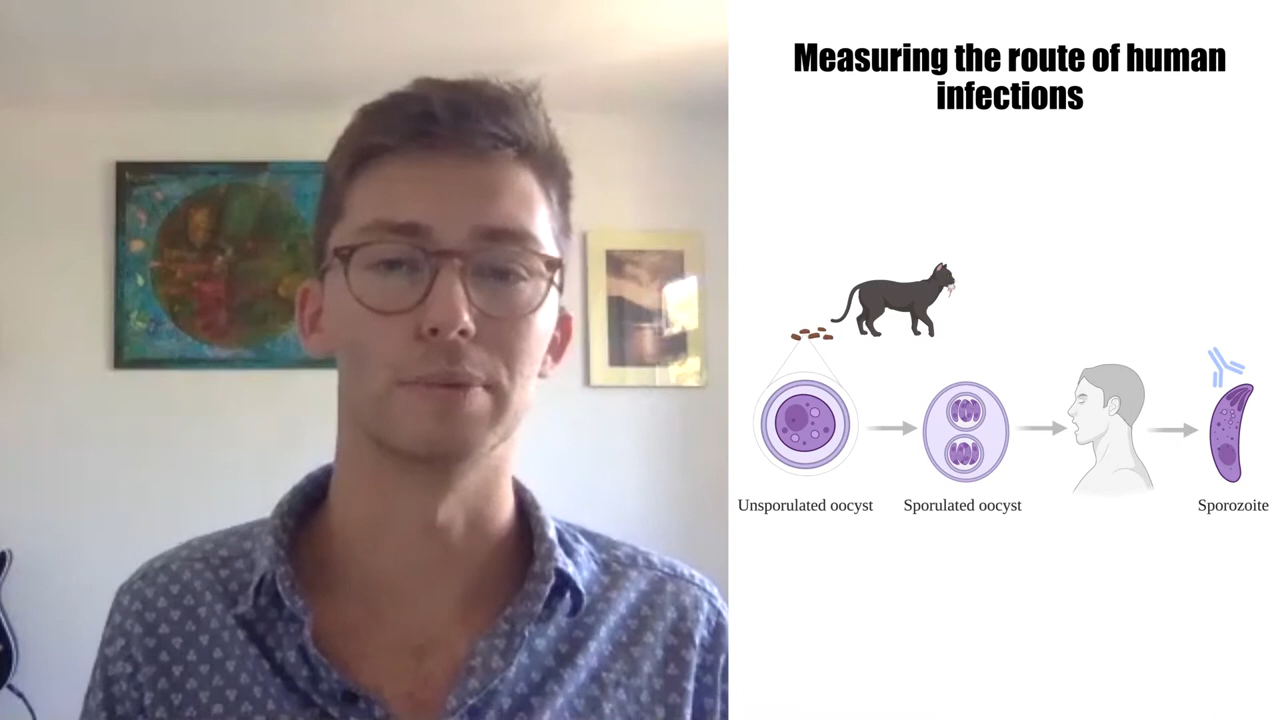 Measuring the route of human
infections
Unsporulated oocyst
Sporulated oocyst
Sporozoite